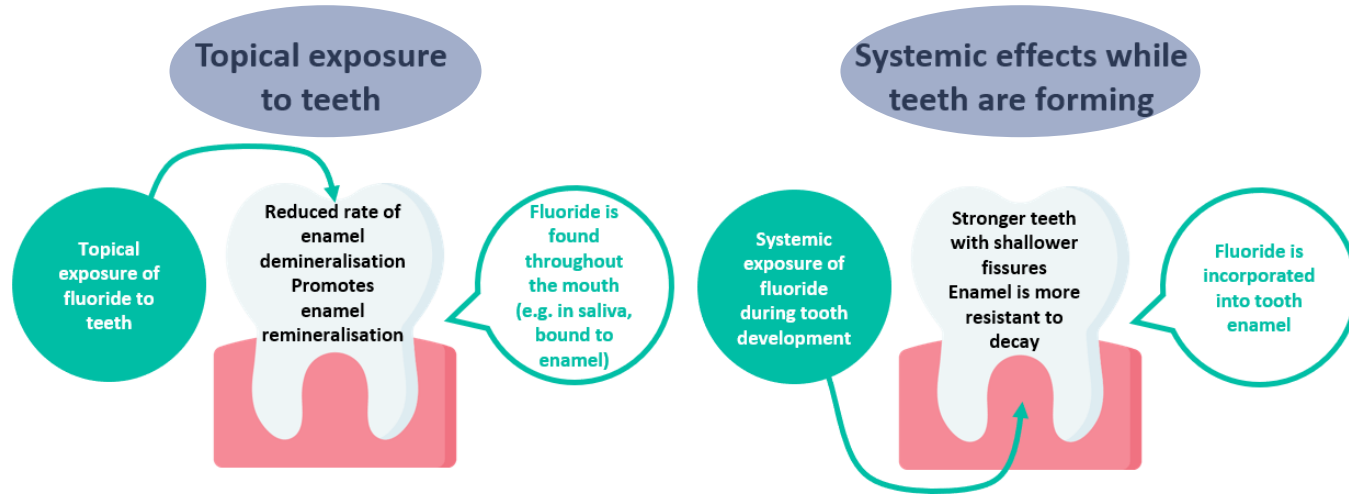 Topical exposure
to teeth
Topical
exposure of
fluoride to
teeth
Reduced rate of
enamel
demineralisation
Promotes
enamel
remineralisation
Fluoride is
found
throughout
the mouth
(e.g. in saliva,
bound to
enamel)
Systemic effects while
teeth are forming
Systemic
exposure of
fluoride
during tooth
development
Stronger teeth
with shallower
fissures
Enamel is more
resistant to
decay
Fluoride is
incorporated
into tooth
enamel